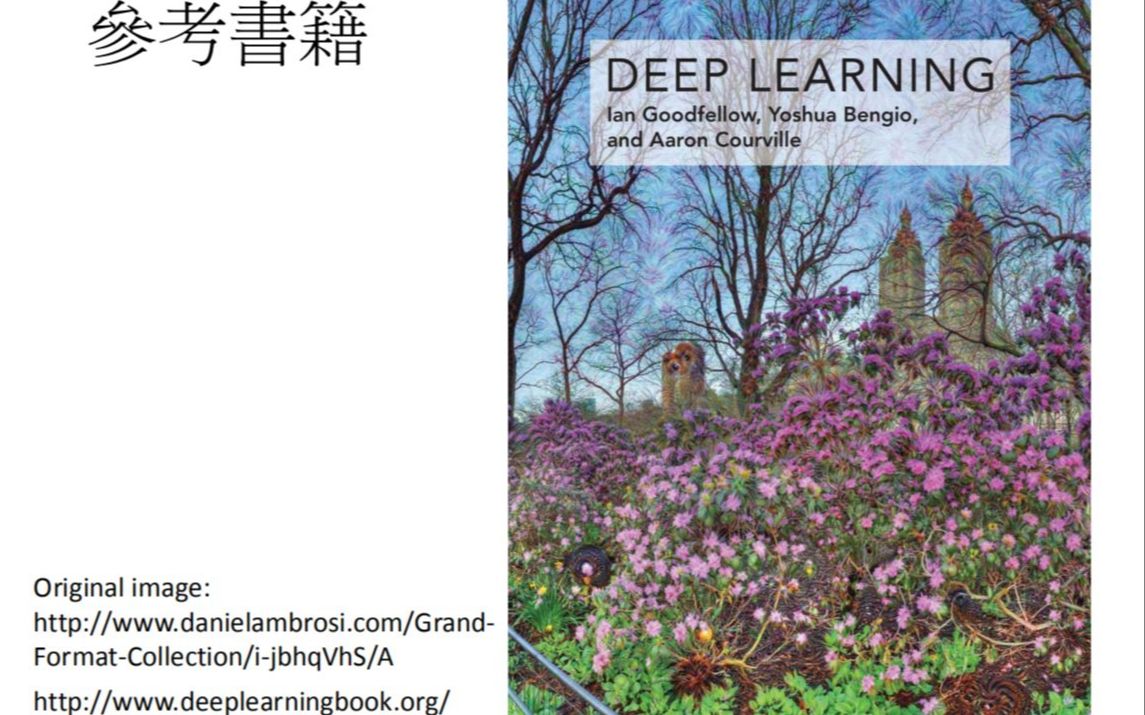 參考書籍
DEEP LEARNING
Ian Goodfellow, Yoshua Bengio,
and Aaron Courville
Original image:
http://www.danielambrosi.com/Grand-
Format-Collection/i-jbhqVhS/A
http://www.deeplearningbook.org/